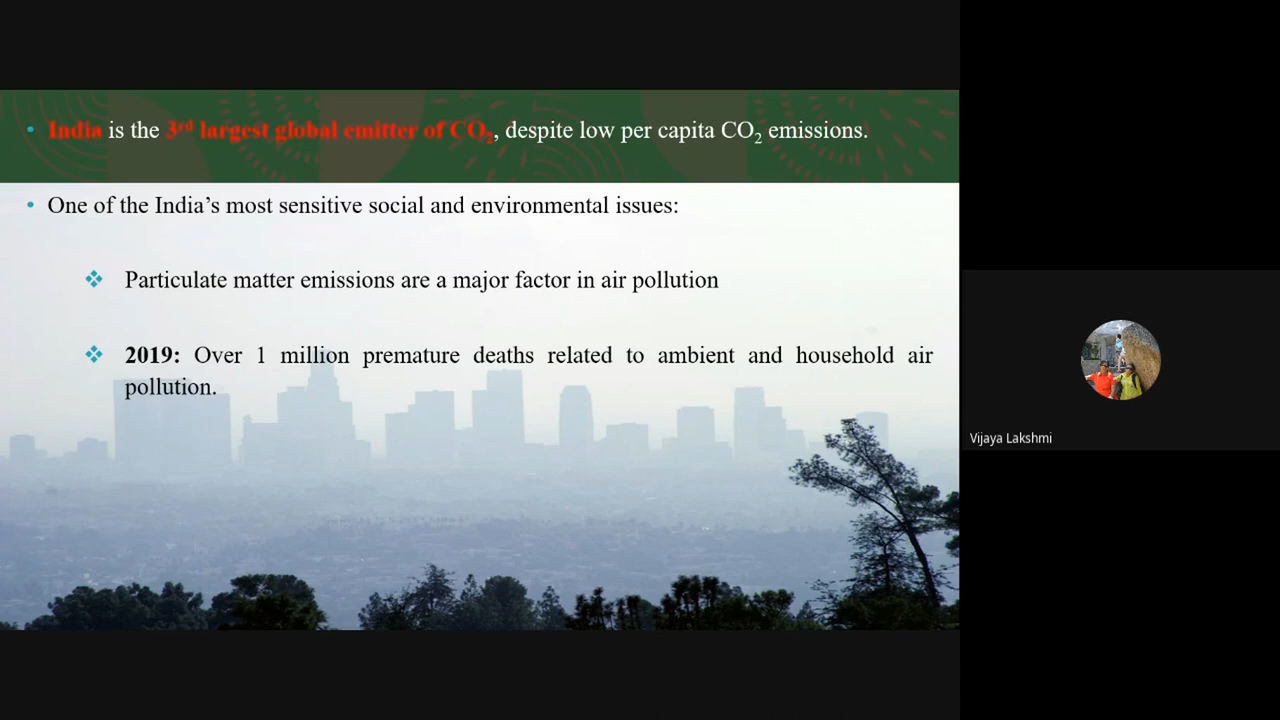 • India is the 3rd largest global emitter of CO₂, despite low per capita CO₂ emissions.
• One of the India’s most sensitive social and environmental issues:
❖ Particulate matter emissions are a major factor in air pollution
❖ 2019: Over 1 million premature deaths related to ambient and household air
pollution.
Vijaya Lakshmi